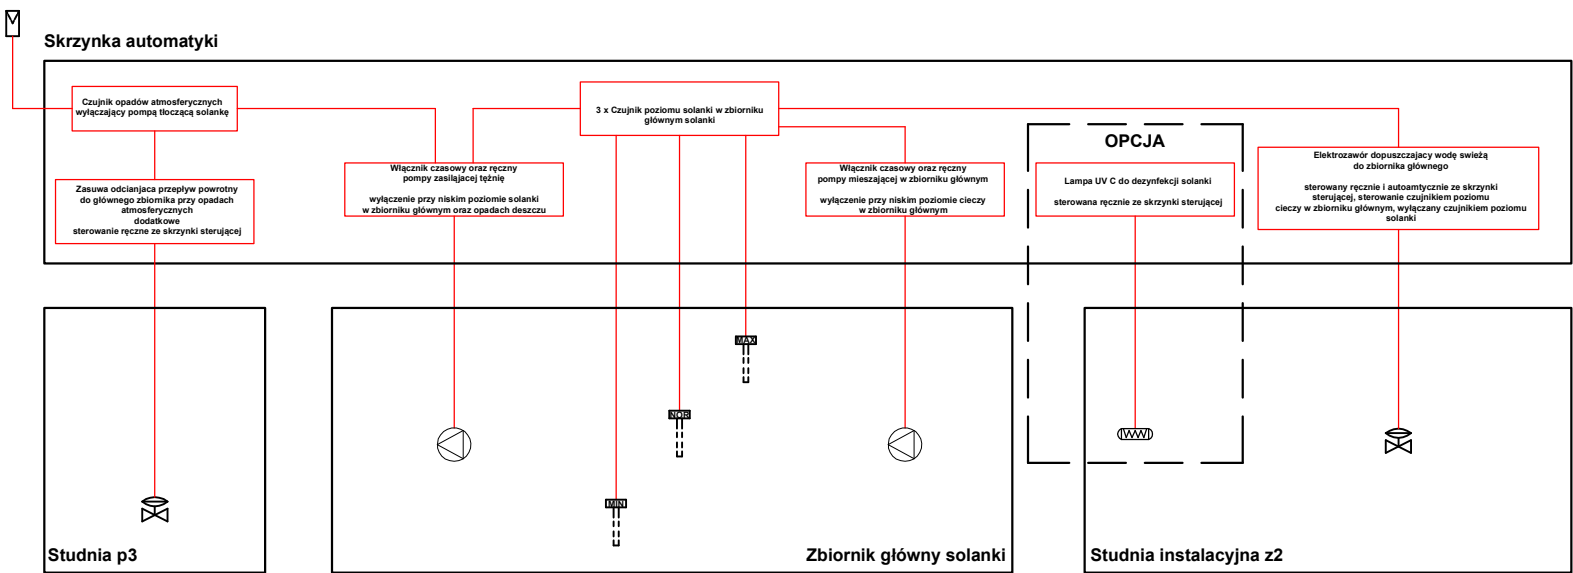 Skrzynka automatyki
Czujnik opadów atmosferycznych
wyłączający pompą tłoczącą solankę
3 x Czujnik poziomu solanki w zbiorniku
głównym solanki
OPCJA
Zasuwa odcianjaca przepływ powrotny
do głównego zbiornika przy opadach
atmosferycznych
dodatkowe
sterowanie ręczne ze skrzynki sterującej
Włącznik czasowy oraz ręczny
pompy zasiląjacej tężnię
wyłączenie przy niskim poziomie solanki
w zbiorniku głównym oraz opadach deszczu
Włącznik czasowy oraz ręczny
pompy mieszającej w zbiorniku głównym
wyłączenie przy niskim poziomie cieczy
w zbiorniku głównym
Lampa UV C do dezynfekcji solanki
sterowana ręcznie ze skrzynki sterującej
Elektrozawór dopuszczajacy wodę swieżą
do zbiornika głównego
sterowany ręcznie i autoamtycznie ze skrzynki
sterującej, sterowanie czujnikiem poziomu
cieczy w zbiorniku głównym, wyłączany czujnikiem poziomu
solanki
MAX
NOR
MIN
Studnia p3
Zbiornik główny solanki
Studnia instalacyjna z2